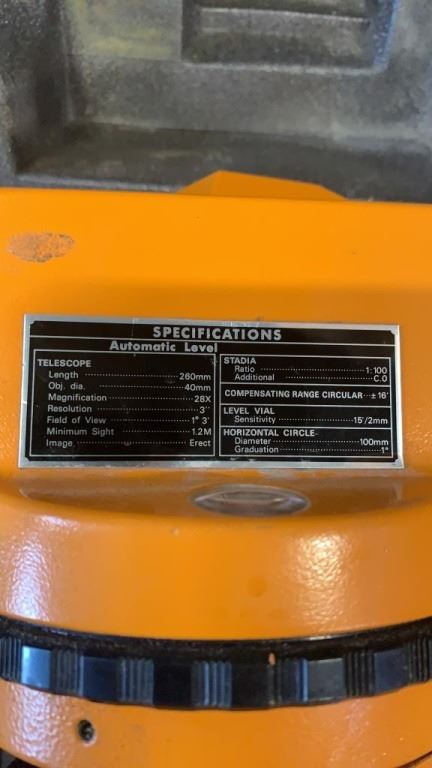 SPECIFICATIONS
Automatic Level
TELESCOPE
Length 260mm
Obj. dia. 40mm
Magnification 28X
Resolution 3"
Field of View 1° 3'
Minimum Sight 1.2M
Image Erect
STADIA
Ratio 1:100
Additional C.O
COMPENSATING RANGE CIRCULAR ± 16'
LEVEL VIAL
Sensitivity 15'/2mm
HORIZONTAL CIRCLE
Diameter 100mm
Graduation 1°